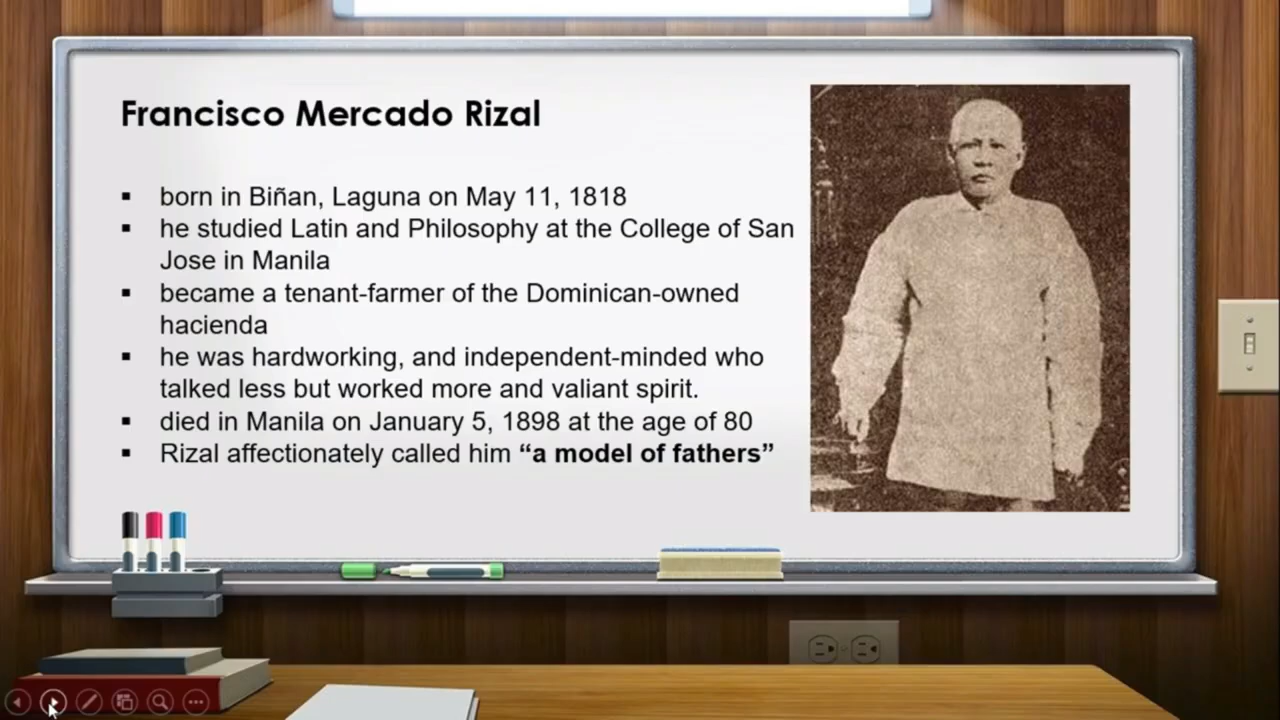 Francisco Mercado Rizal
▪ born in Biñan, Laguna on May 11, 1818
▪ he studied Latin and Philosophy at the College of San
Jose in Manila
▪ became a tenant-farmer of the Dominican-owned
hacienda
▪ he was hardworking, and independent-minded who
talked less but worked more and valiant spirit.
▪ died in Manila on January 5, 1898 at the age of 80
▪ Rizal affectionately called him “a model of fathers”